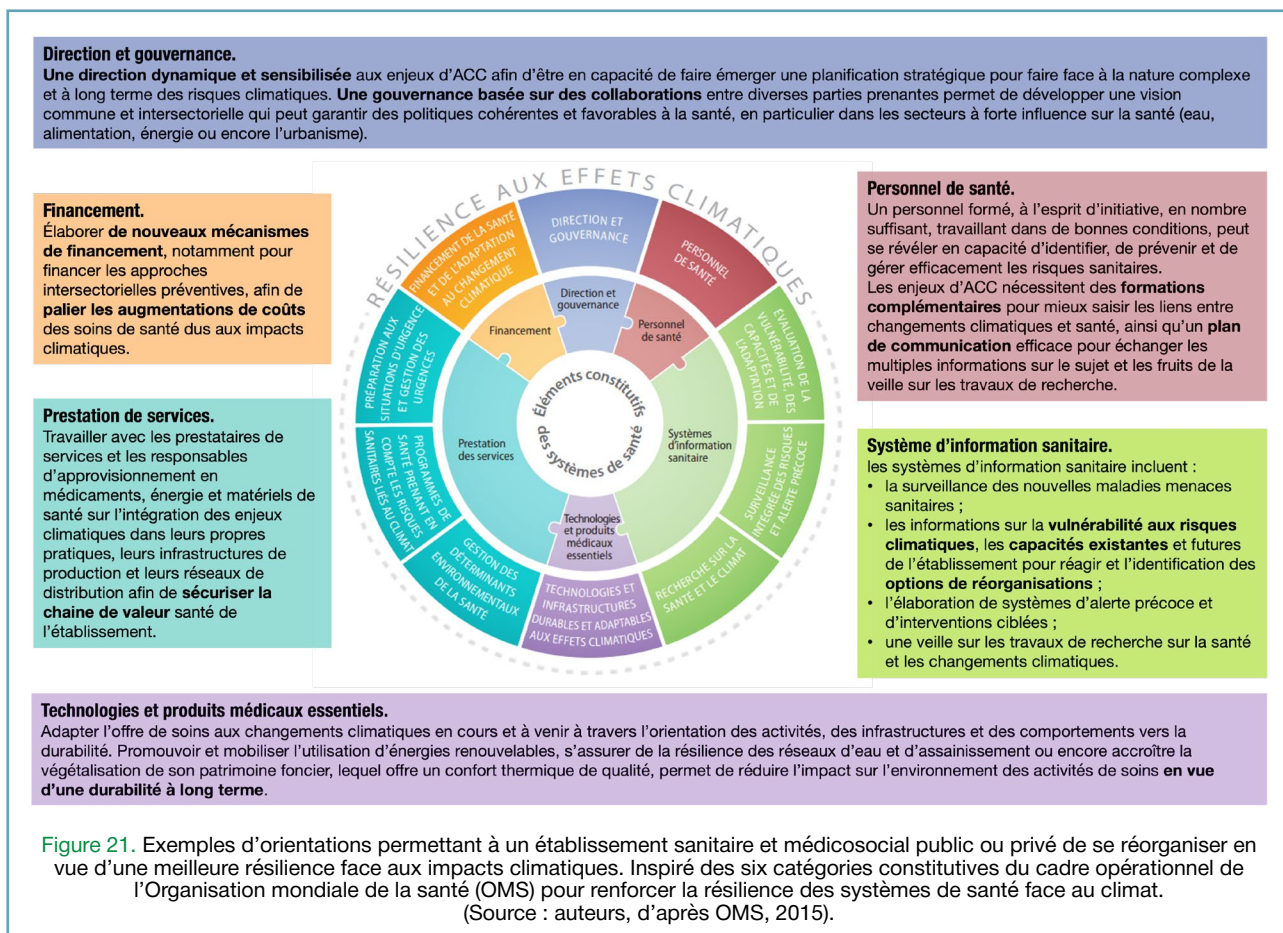 Direction et gouvernance.
Une direction dynamique et sensibilisée aux enjeux d'ACC afin d'être en capacité de faire émerger une planification stratégique pour faire face à la nature complexe
et à long terme des risques climatiques. Une gouvernance basée sur des collaborations entre diverses parties prenantes permet de développer une vision
commune et intersectorielle qui peut garantir des politiques cohérentes et favorables à la santé, en particulier dans les secteurs à forte influence sur la santé (eau,
alimentation, énergie ou encore l'urbanisme).
Financement.
Élaborer de nouveaux mécanismes
de financement, notamment pour
financer les approches
intersectorielles préventives, afin de
palier les augmentations de coûts
des soins de santé dus aux impacts
climatiques.
Prestation de services.
Travailler avec les prestataires de
services et les responsables
d'approvisionnement en
médicaments, énergie et matériels de
santé sur l'intégration des enjeux
climatiques dans leurs propres
pratiques, leurs infrastructures de
production et leurs réseaux de
distribution afin de sécuriser la
chaine de valeur santé de
l'établissement.
RÉSILIENCE AUX EFFETS CLIMATIQUES
DIRECTION ET
GOUVERNANCE
PERSONNEL
DE SANTÉ
ÉVALUATION DE LA
VULNÉRABILITÉ, DES
CAPACITÉS ET DE
L'ADAPTATION
SURVEILLANCE
INTÉGRÉE DES RISQUES
ET ALERTE PRÉCOCE
RECHERCHE SUR LA
SANTÉ ET LE CLIMAT
TECHNOLOGIES ET
INFRASTRUCTURES
DURABLES ET ADAPTABLES
AUX EFFETS CLIMATIQUES
GESTION DES
DÉTERMINANTS
ENVIRONNEMENTAUX
DE LA SANTÉ
PROGRAMMES DE
SANTÉ PRENANT EN
COMPTE LES RISQUES
SANITAIRES LIÉS AU CLIMAT
PRÉPARATION AUX
SITUATIONS D'URGENCE
ET GESTION DES
URGENCES
FINANCEMENT DE LA SANTÉ
ET DE L'ADAPTATION
AU CHANGEMENT
CLIMATIQUE
Direction et
gouvernance
Personnel
de santé
Systèmes
d'information
sanitaire
Technologies
et produits
médicaux
essentiels
Prestation
des services
Financement
Éléments constitutifs
des systèmes de santé
Personnel de santé.
Un personnel formé, à l'esprit d'initiative, en nombre
suffisant, travaillant dans de bonnes conditions, peut
se révéler en capacité d'identifier, de prévenir et de
gérer efficacement les risques sanitaires.
Les enjeux d'ACC nécessitent des formations
complémentaires pour mieux saisir les liens entre
changements climatiques et santé, ainsi qu'un plan
de communication efficace pour échanger les
multiples informations sur le sujet et les fruits de la
veille sur les travaux de recherche.
Système d'information sanitaire.
les systèmes d'information sanitaire incluent :
• la surveillance des nouvelles maladies menaces
sanitaires ;
• les informations sur la vulnérabilité aux risques
climatiques, les capacités existantes et futures
de l'établissement pour réagir et l'identification des
options de réorganisations ;
• l'élaboration de systèmes d'alerte précoce et
d'interventions ciblées ;
• une veille sur les travaux de recherche sur la santé
et les changements climatiques.
Technologies et produits médicaux essentiels.
Adapter l'offre de soins aux changements climatiques en cours et à venir à travers l'orientation des activités, des infrastructures et des comportements vers la
durabilité. Promouvoir et mobiliser l'utilisation d'énergies renouvelables, s'assurer de la résilience des réseaux d'eau et d'assainissement ou encore accroître la
végétalisation de son patrimoine foncier, lequel offre un confort thermique de qualité, permet de réduire l'impact sur l'environnement des activités de soins en vue
d'une durabilité à long terme.
Figure 21. Exemples d'orientations permettant à un établissement sanitaire et médicosocial public ou privé de se réorganiser en
vue d'une meilleure résilience face aux impacts climatiques. Inspiré des six catégories constitutives du cadre opérationnel de
l'Organisation mondiale de la santé (OMS) pour renforcer la résilience des systèmes de santé face au climat.
(Source : auteurs, d'après OMS, 2015).